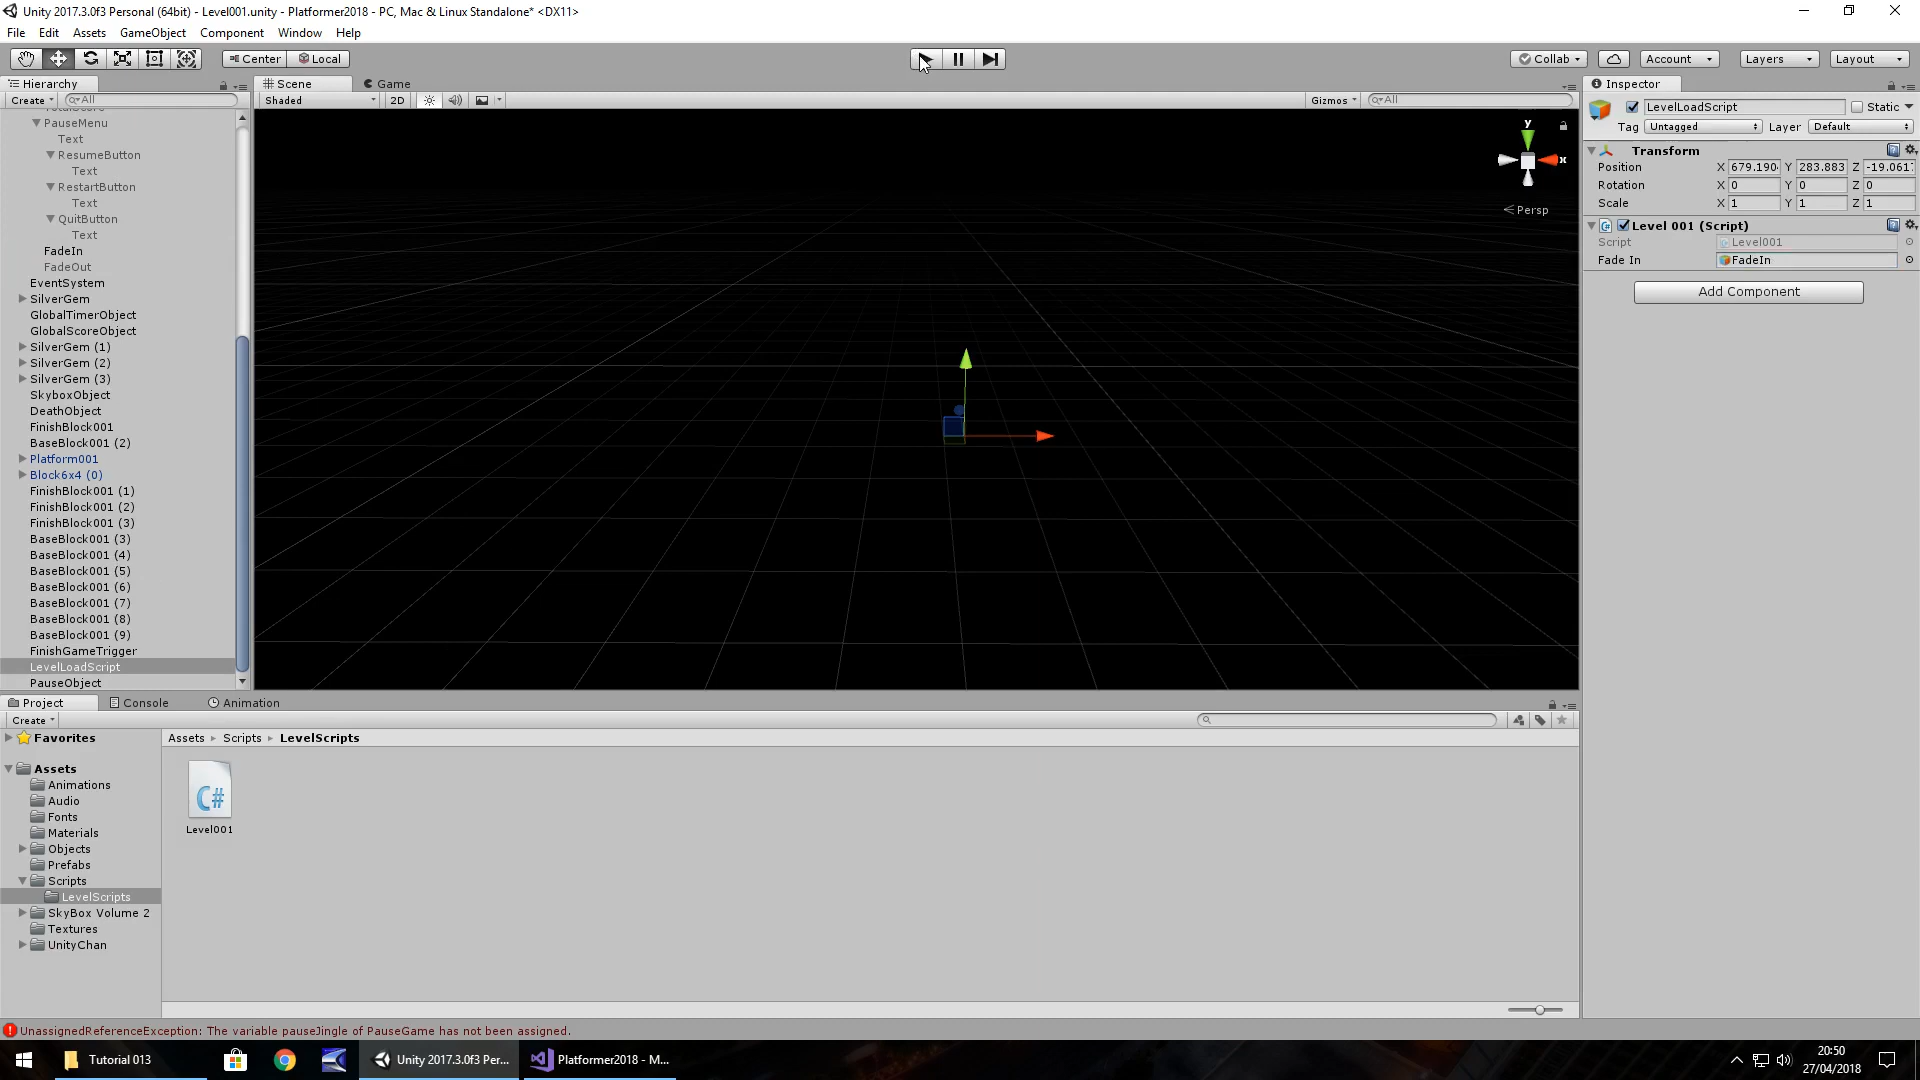 Unity 2017.3.0f3 Personal (64bit) - Level001.unity - Platformer2018 - PC, Mac & Linux Standalone* <DX11>
File Edit Assets GameObject Component Window Help
Center Local Collab Account Layers Layout
Hierarchy
Create All
PauseMenu
Text
ResumeButton
Text
RestartButton
Text
QuitButton
Text
FadeIn
FadeOut
EventSystem
SilverGem
GlobalTimerObject
GlobalScoreObject
SilverGem (1)
SilverGem (2)
SilverGem (3)
SkyboxObject
DeathObject
FinishBlock001
BaseBlock001 (2)
Platform001
Block6x4 (0)
FinishBlock001 (1)
FinishBlock001 (2)
FinishBlock001 (3)
BaseBlock001 (3)
BaseBlock001 (4)
BaseBlock001 (5)
BaseBlock001 (6)
BaseBlock001 (7)
BaseBlock001 (8)
BaseBlock001 (9)
FinishGameTrigger
LevelLoadScript
PauseObject
Scene Game
Shaded 2D Gizmos All
y
x
Persp
Inspector
LevelLoadScript Static
Tag Untagged Layer Default
Transform
Position X 679.190 Y 283.883 Z -19.061
Rotation X 0 Y 0 Z 0
Scale X 1 Y 1 Z 1
Level 001 (Script)
Script Level001
Fade In FadeIn
Add Component
Project Console Animation
Create
Favorites
Assets
Animations
Audio
Fonts
Materials
Objects
Prefabs
Scripts
LevelScripts
SkyBox Volume 2
Textures
UnityChan
Assets Scripts LevelScripts
C#
Level001
UnassignedReferenceException: The variable pauseJingle of PauseGame has not been assigned.
Tutorial 013 Unity 2017.3.0f3 Per... Platformer2018 - M...
20:50
27/04/2018